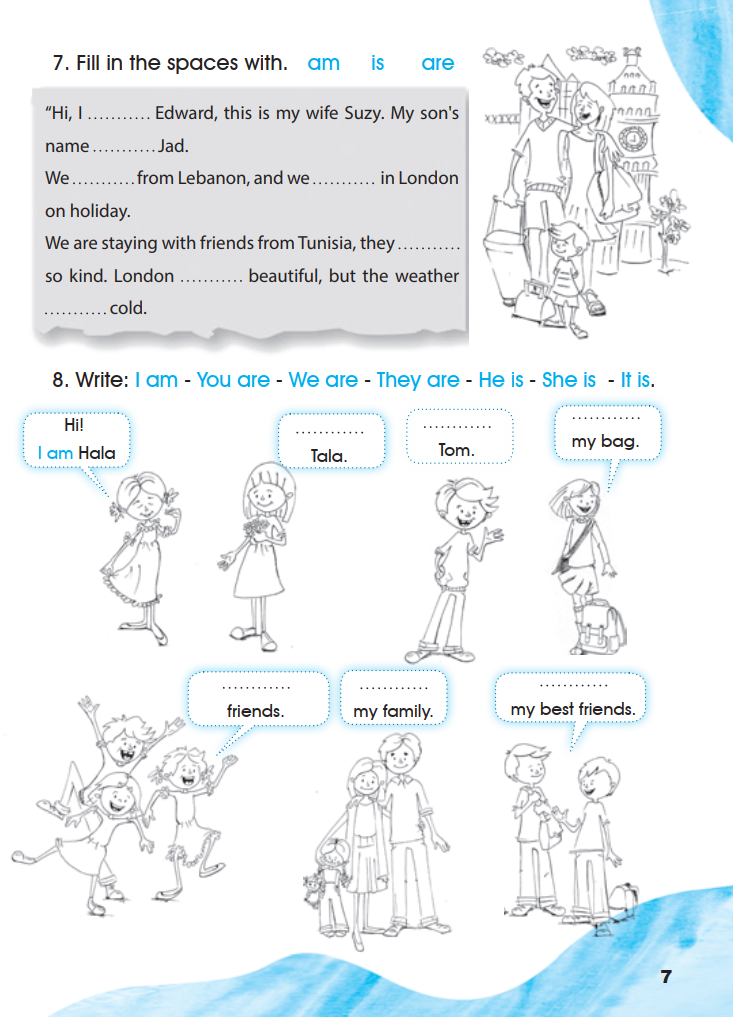 7. Fill in the spaces with. am is are
“Hi, I ........... Edward, this is my wife Suzy. My son's
name ........... Jad.
We ........... from Lebanon, and we ........... in London
on holiday.
We are staying with friends from Tunisia, they ...........
so kind. London ........... beautiful, but the weather
........... cold.
8. Write: I am - You are - We are - They are - He is - She is - It is.
Hi!
I am Hala
............
Tala.
............
Tom.
............
my bag.
............
friends.
............
my family.
............
my best friends.
7